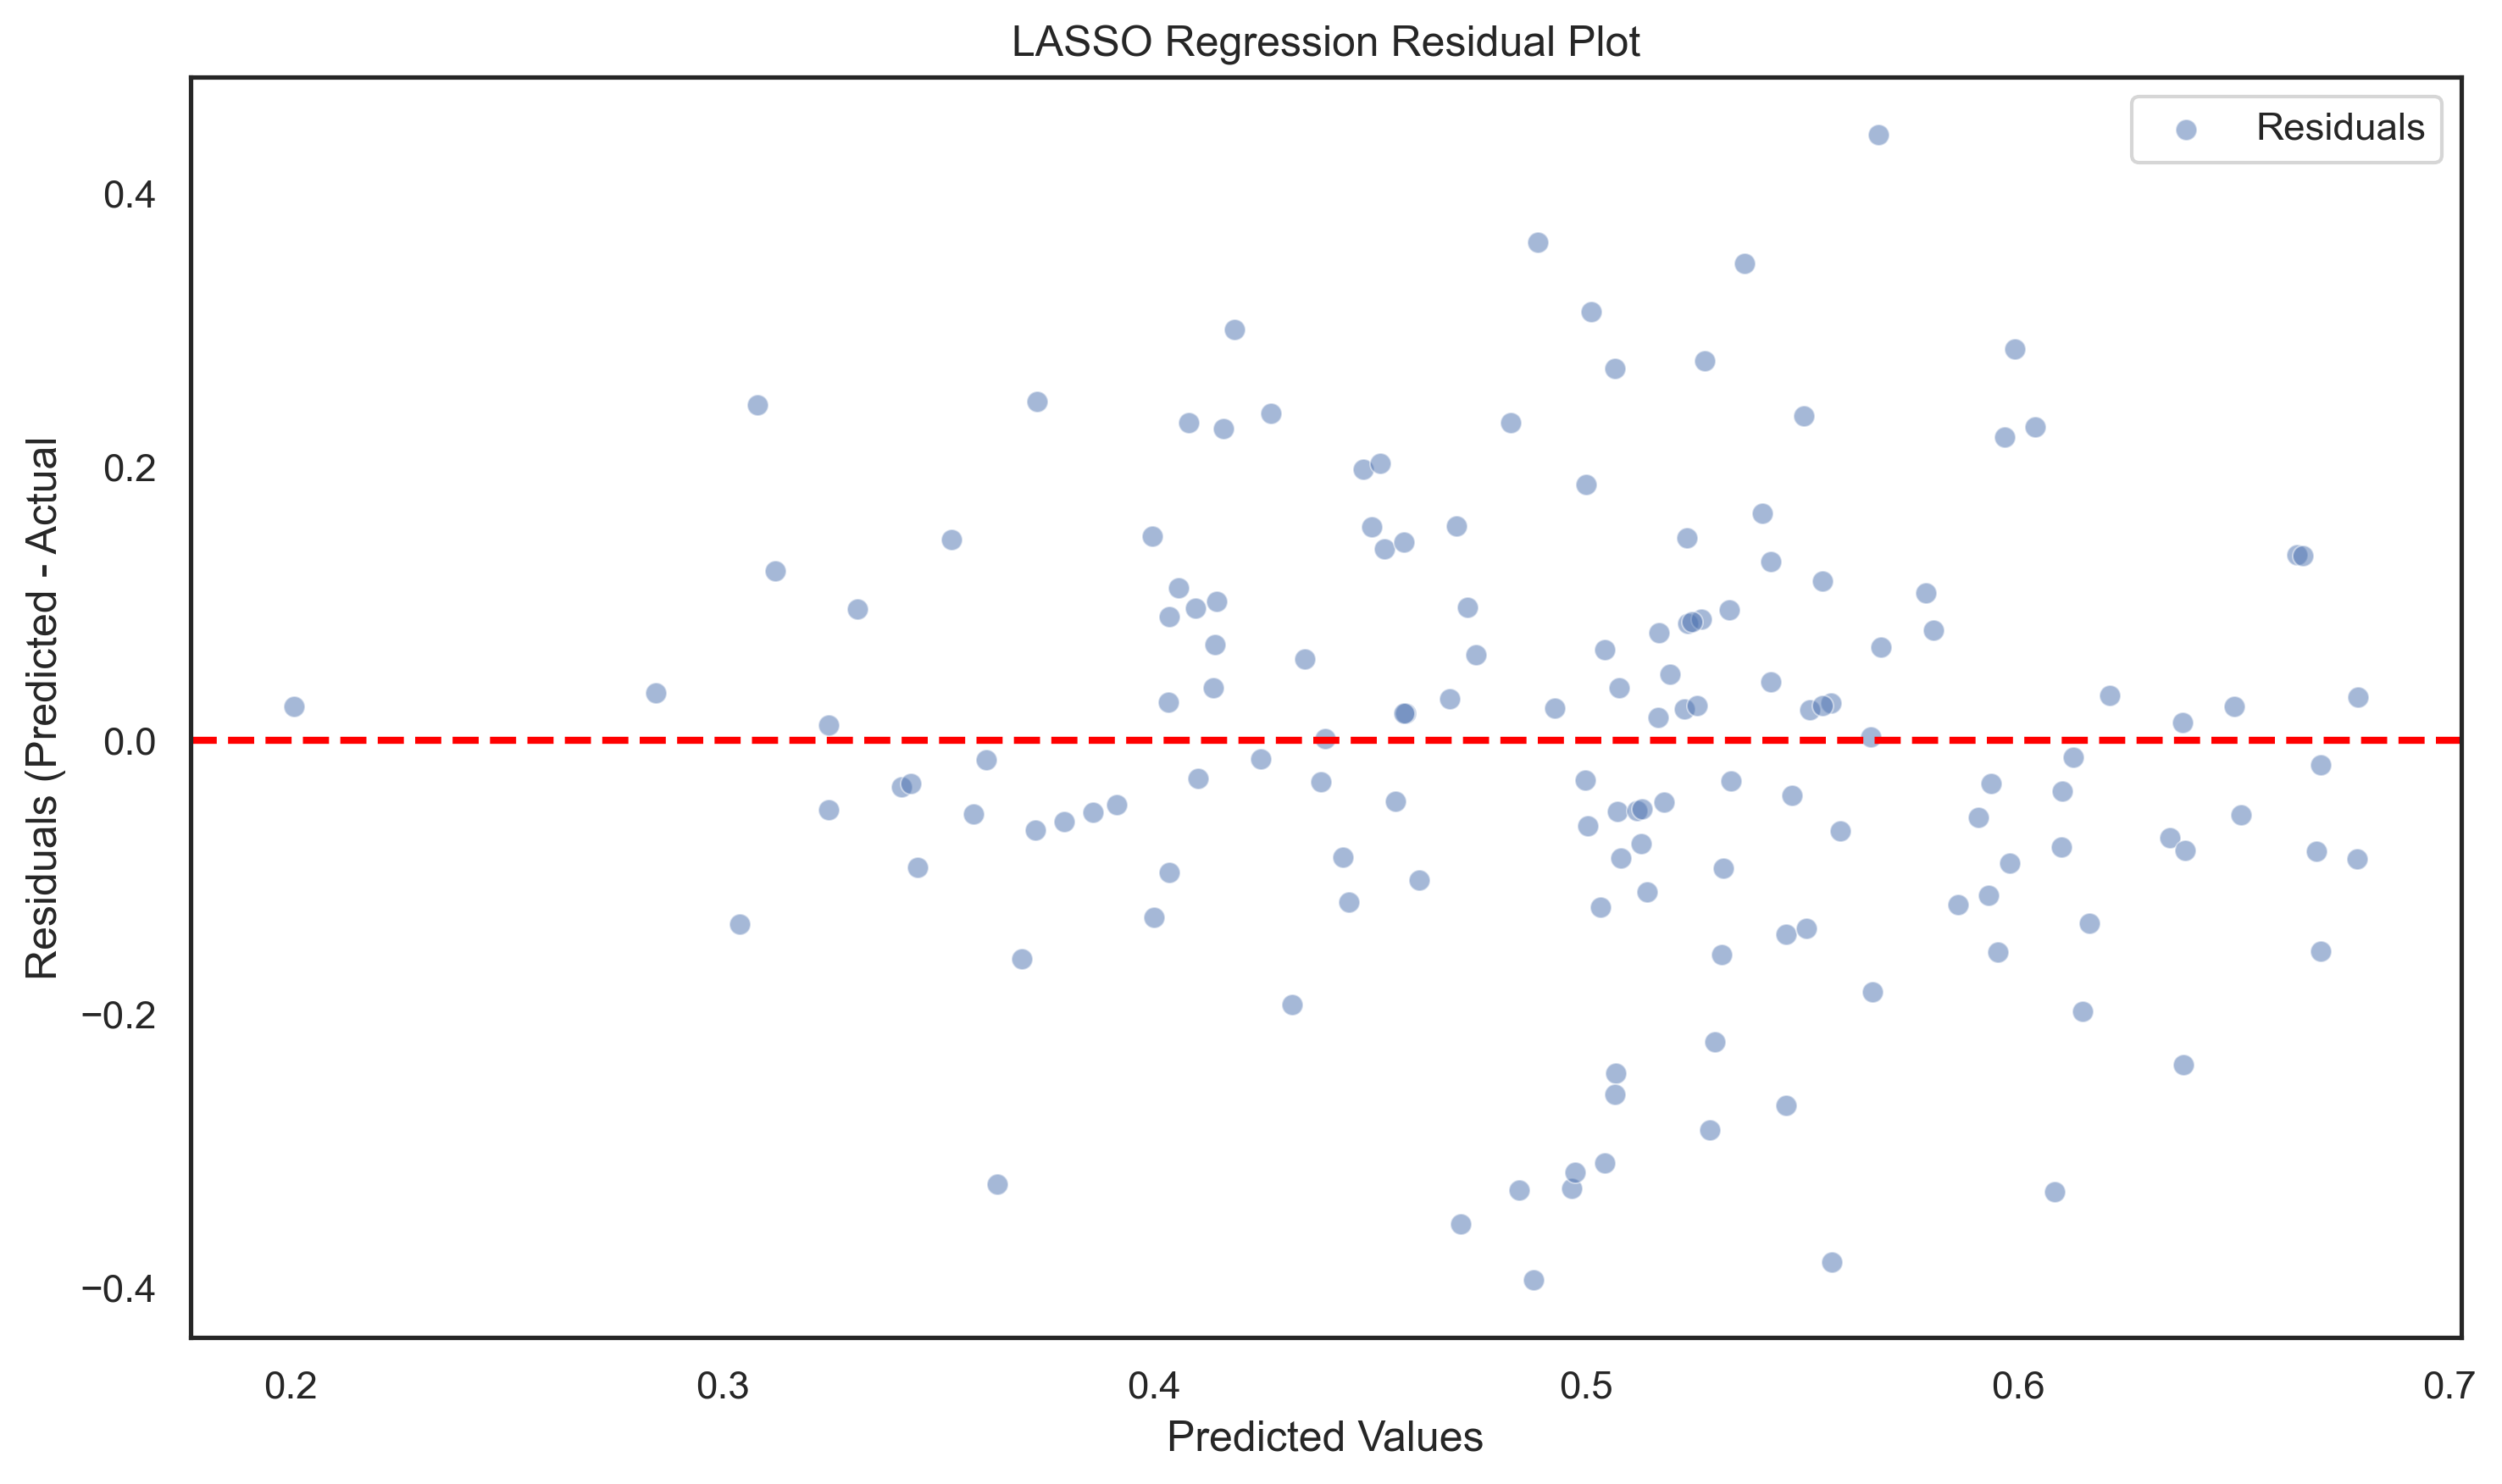 LASSO Regression Residual Plot
Residuals
0.4
0.2
0.0
−0.2
−0.4
Residuals (Predicted - Actual
0.2
0.3
0.4
0.5
0.6
0.7
Predicted Values